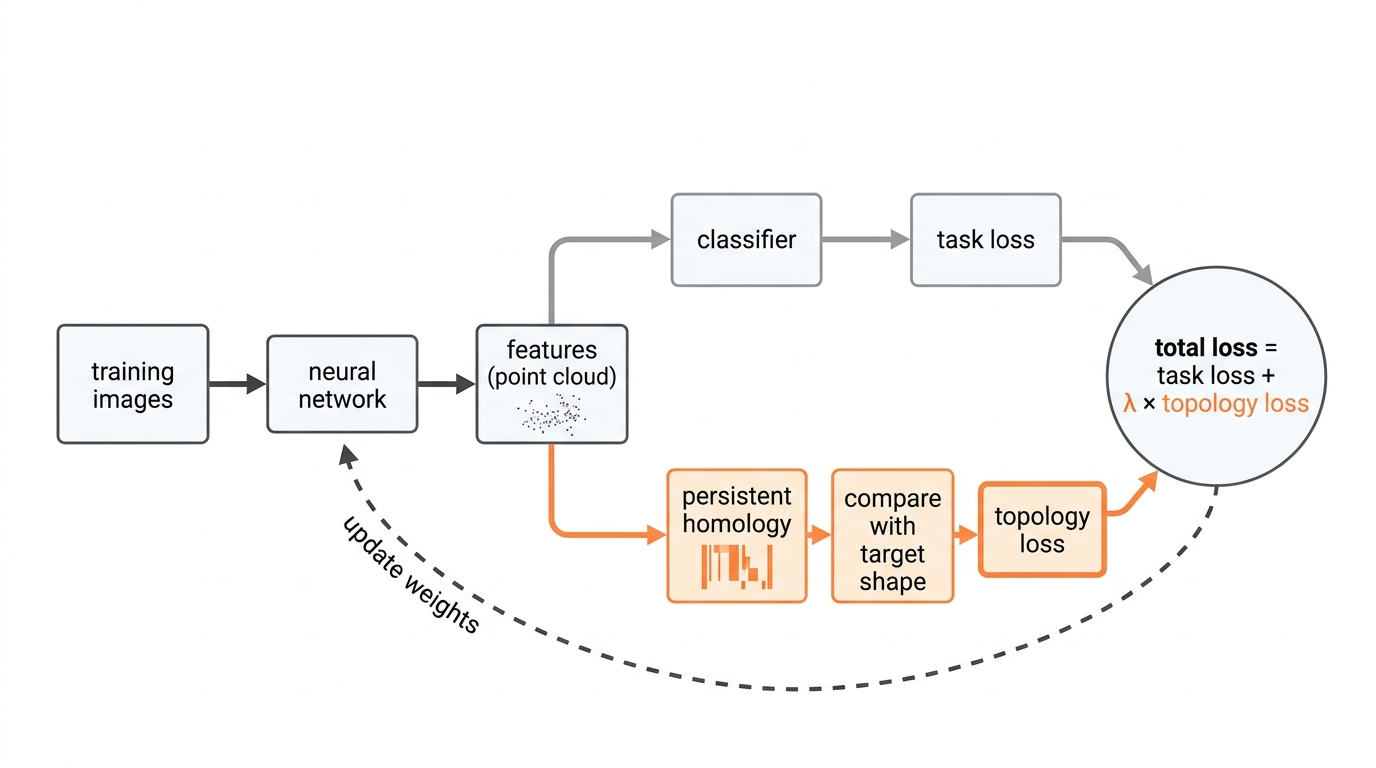 training
images
neural
network
features
(point cloud)
classifier
task loss
persistent
homology
compare
with
target
shape
topology
loss
total loss =
task loss +
λ × topology loss
update weights